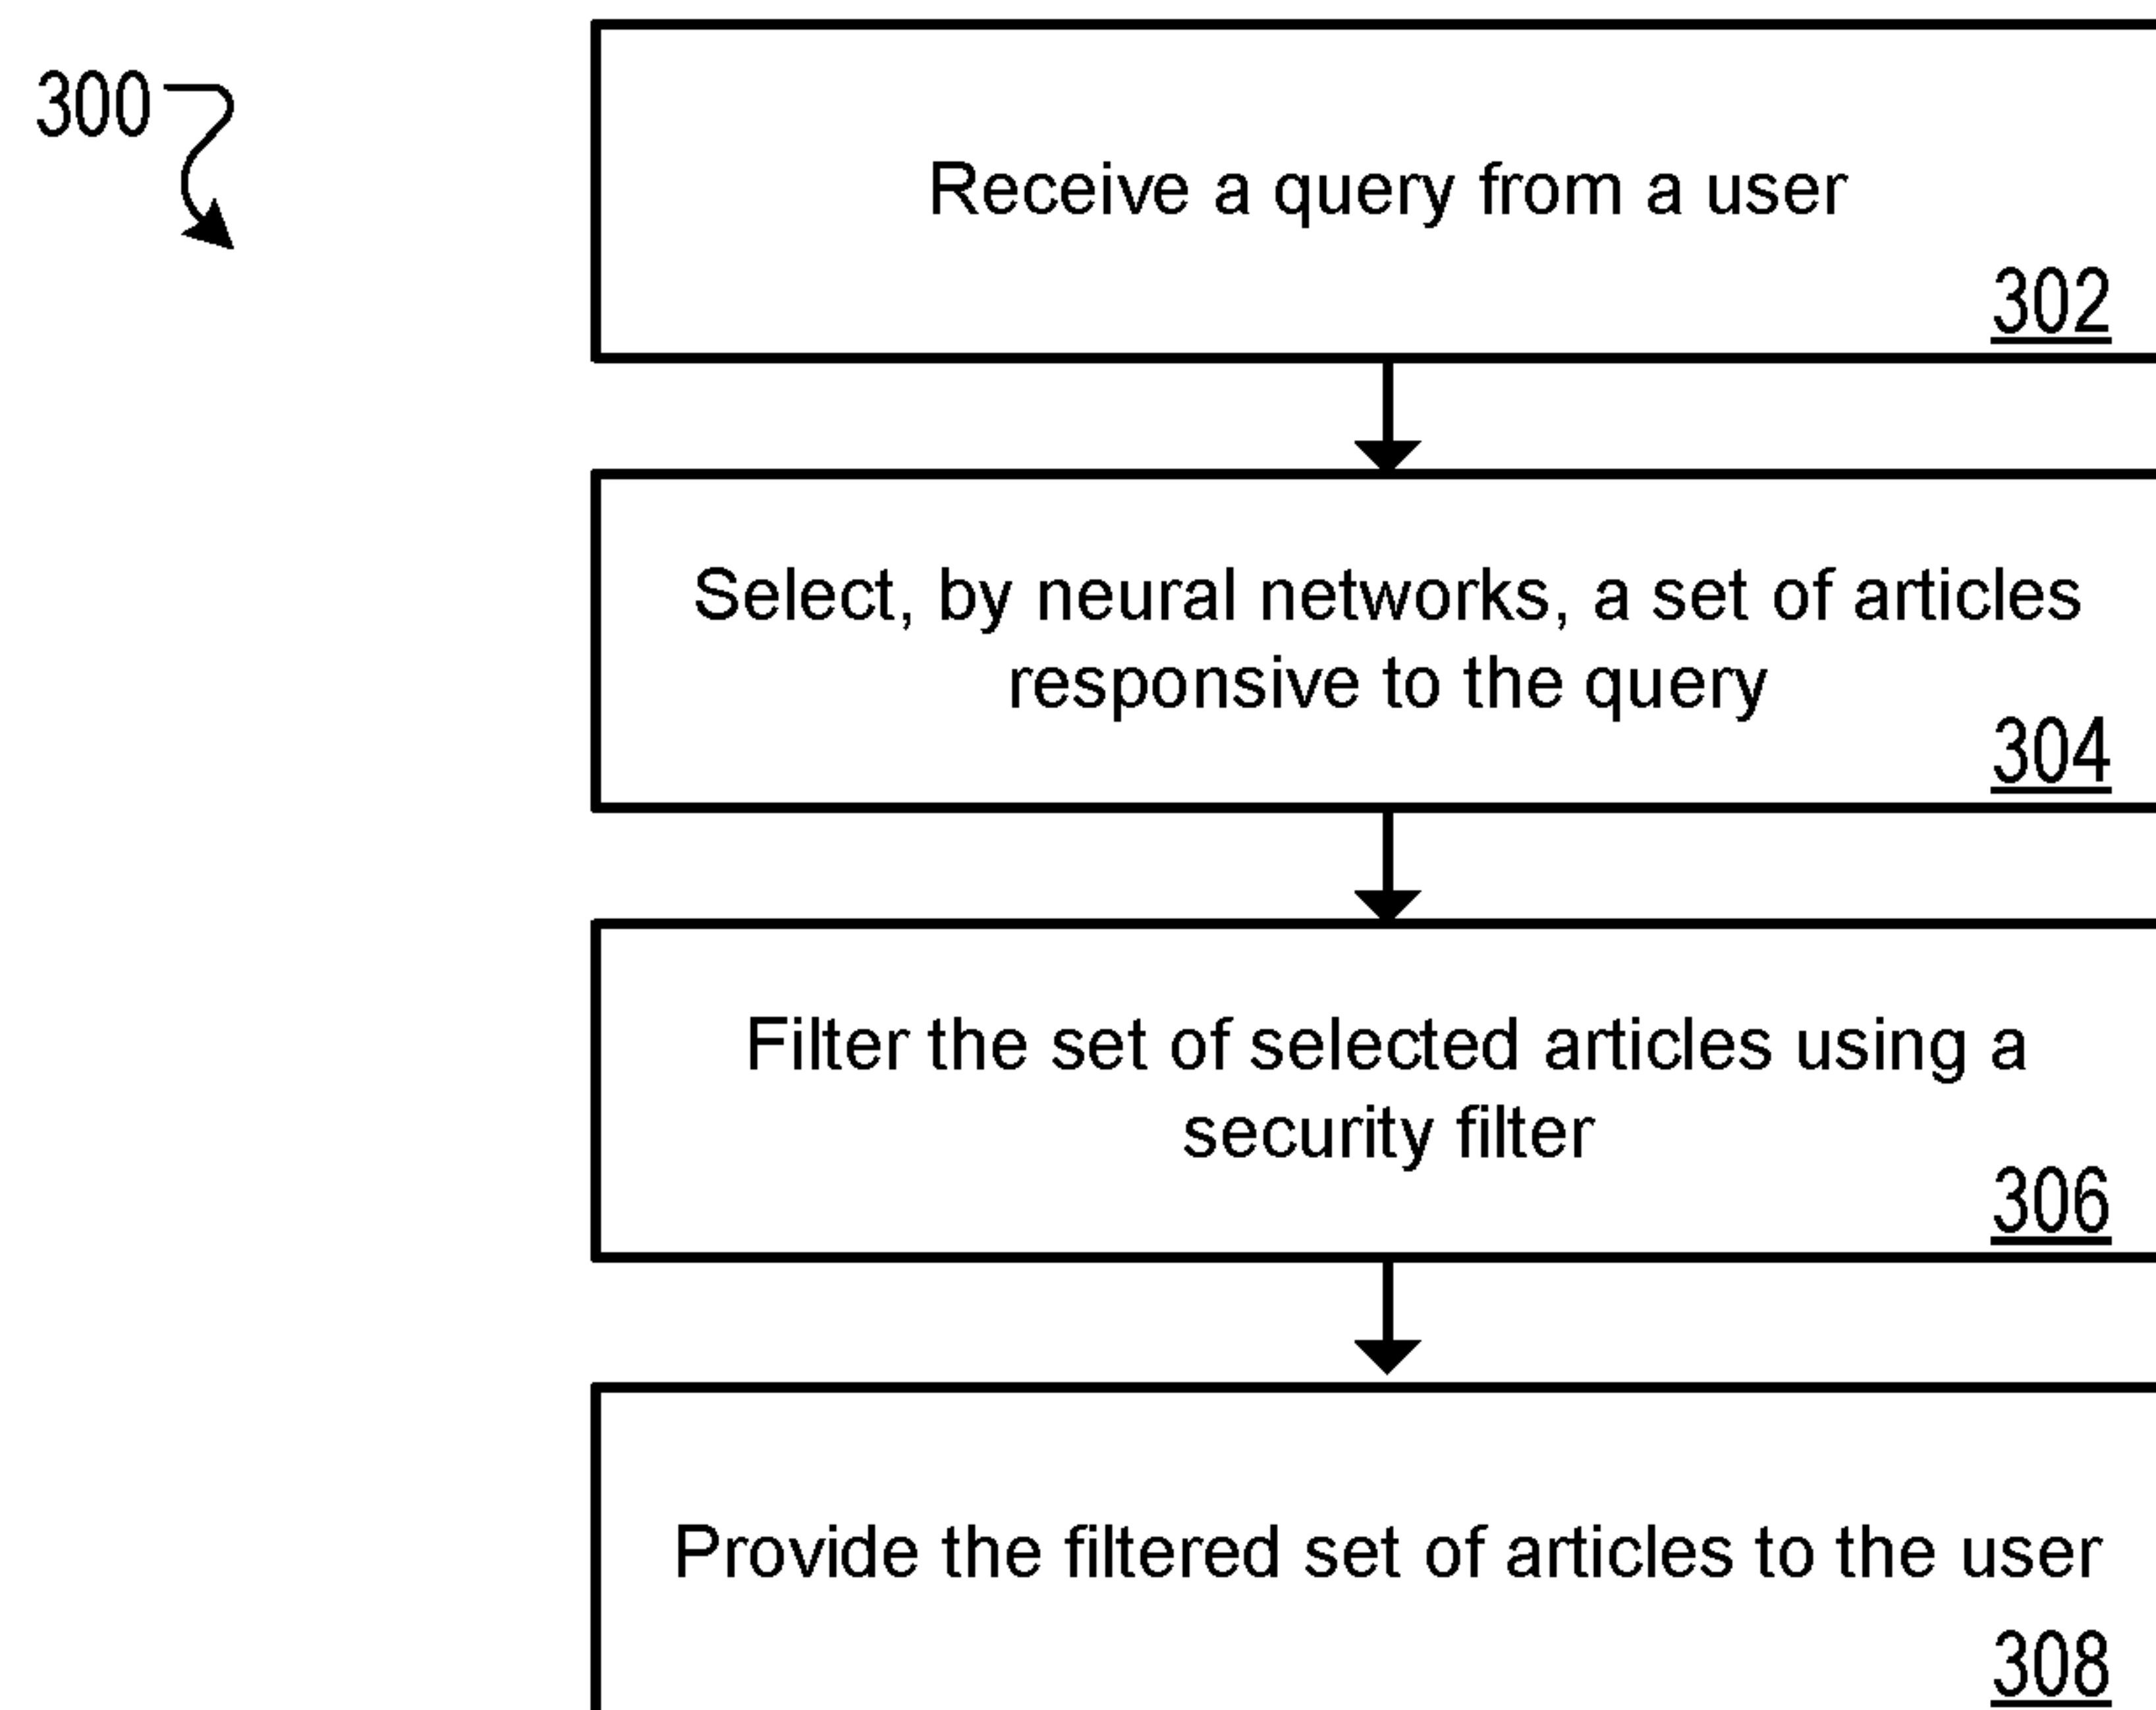 300
Receive a query from a user
302
Select, by neural networks, a set of articles
responsive to the query
304
Filter the set of selected articles using a
security filter
306
Provide the filtered set of articles to the user
308